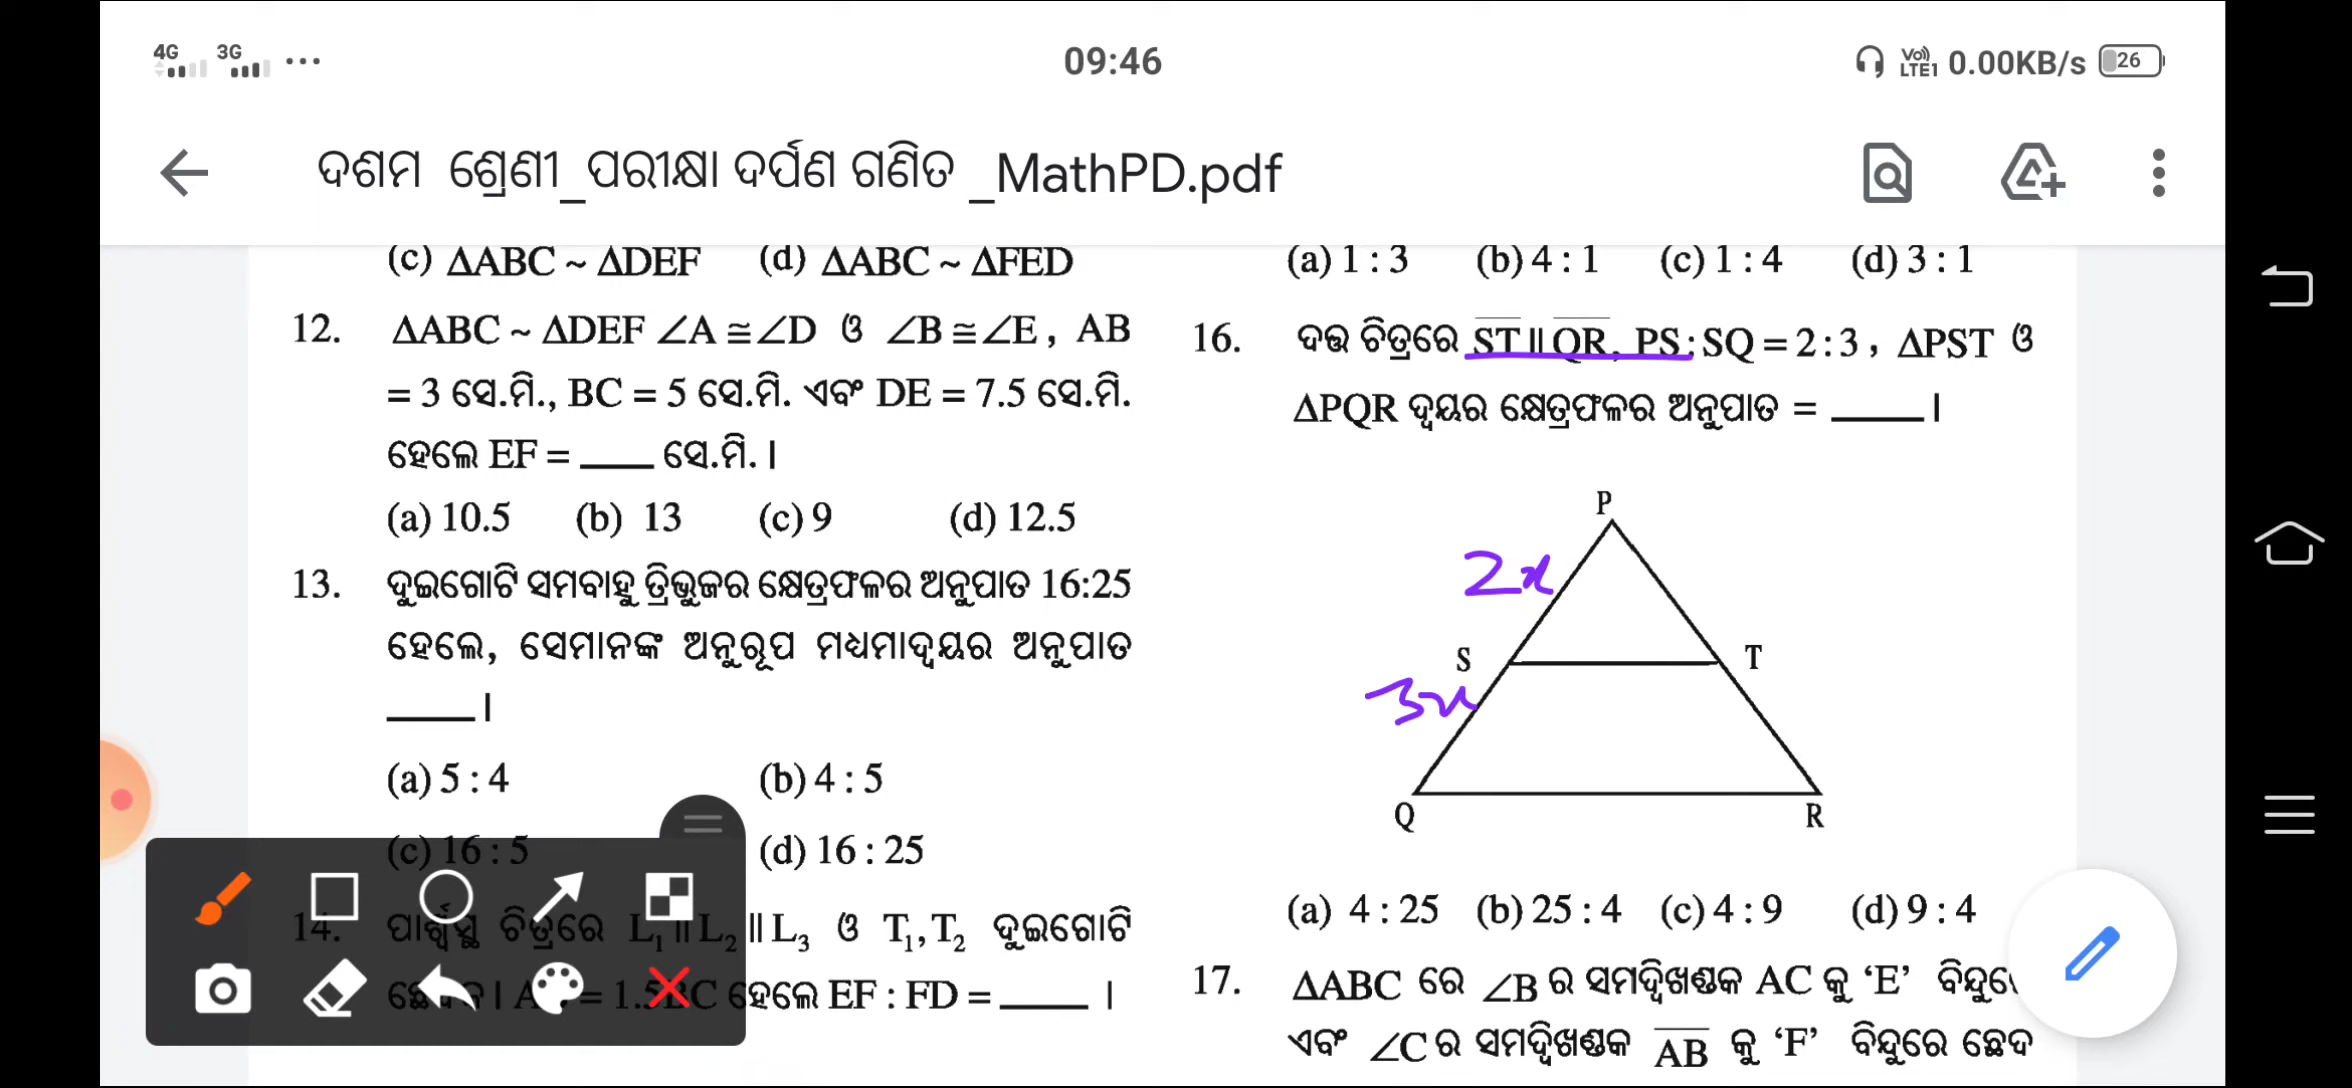 4G 3G ...
09:46
Vo)) LTE1 0.00KB/s 26
ଦଶମ ଶ୍ରେଣୀ_ପରୀକ୍ଷା ଦର୍ପଣ ଗଣିତ _MathPD.pdf
(c) ΔABC ~ ΔDEF (d) ΔABC ~ ΔFED
12. ΔABC ~ ΔDEF ∠A ≅ ∠D ଓ ∠B ≅ ∠E, AB
= 3 ସେ.ମି., BC = 5 ସେ.ମି. ଏବଂ DE = 7.5 ସେ.ମି.
ହେଲେ EF = ____ ସେ.ମି. ।
(a) 10.5 (b) 13 (c) 9 (d) 12.5
13. ଦୁଇଗୋଟି ସମବାହୁ ତ୍ରିଭୁଜର କ୍ଷେତ୍ରଫଳର ଅନୁପାତ 16:25
ହେଲେ, ସେମାନଙ୍କ ଅନୁରୂପ ମଧ୍ୟମାଦ୍ୱୟର ଅନୁପାତ
____ ।
(a) 5 : 4 (b) 4 : 5
(c) 16 : 5 (d) 16 : 25
14. ପାର୍ଶ୍ୱସ୍ଥ ଚିତ୍ରରେ L₁ || L₂ || L₃ ଓ T₁, T₂ ଦୁଇଗୋଟି
= 1.5BC ହେଲେ EF : FD = ____ ।
(a) 1 : 3 (b) 4 : 1 (c) 1 : 4 (d) 3 : 1
16. ଦତ୍ତ ଚିତ୍ରରେ S̅T̅ || Q̅R̅, PS : SQ = 2 : 3, ΔPST ଓ
ΔPQR ଦ୍ୱୟର କ୍ଷେତ୍ରଫଳର ଅନୁପାତ = ____ ।
P
2x
S T
3x
Q R
(a) 4 : 25 (b) 25 : 4 (c) 4 : 9 (d) 9 : 4
17. ΔABC ରେ ∠B ର ସମଦ୍ୱିଖଣ୍ଡକ AC କୁ ‘E’
ଏବଂ ∠C ର ସମଦ୍ୱିଖଣ୍ଡକ A̅B̅ କୁ ‘F’ ବିନ୍ଦୁରେ ଛେଦ